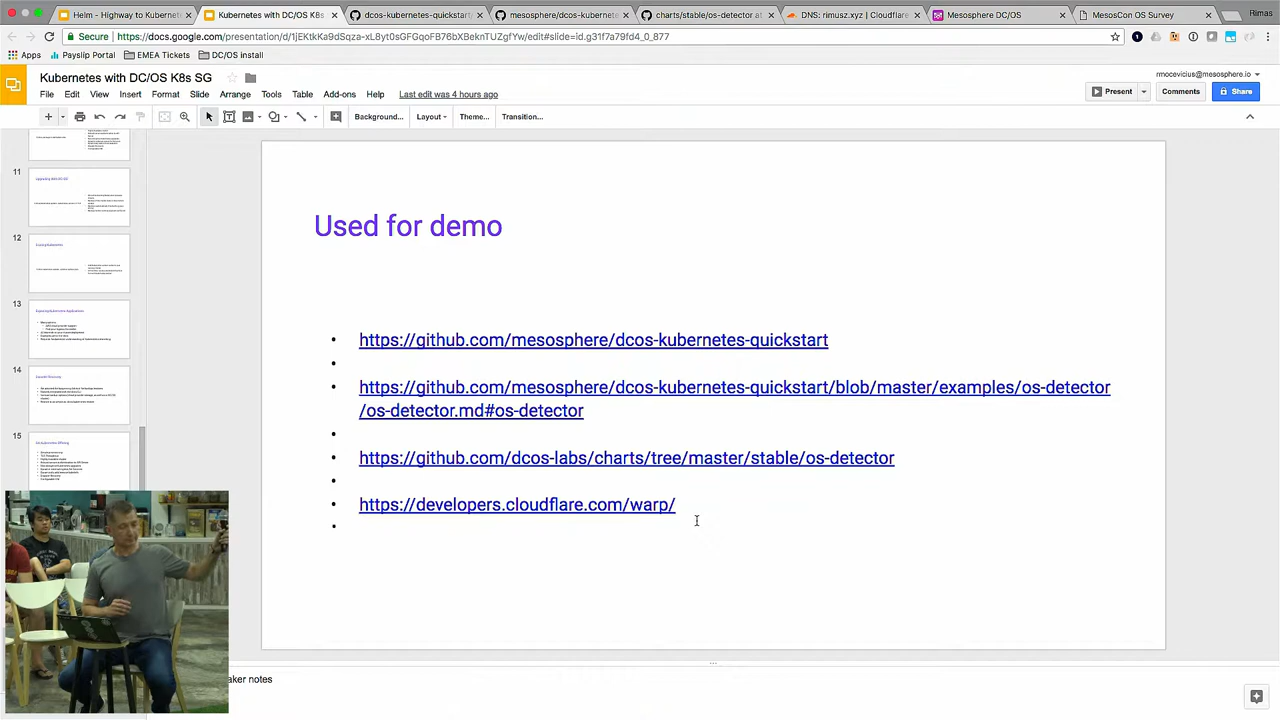 Helm - Highway to Kubernet
Kubernetes with DC/OS K8s
dcos-kubernetes-quickstart
mesosphere/dcos-kubernete
charts/stable/os-detector a
DNS: rimusz.xyz | Cloudflare
Mesosphere DC/OS
MesosCon OS Survey
Rimas
Secure
https://docs.google.com/presentation/d/1jEKtkKa9dSqza-xL8yt0sGFGqoFB76bXBeknTUZgfYw/edit#slide=id.g31f7a79fd4_0_877
Apps
Payslip Portal
EMEA Tickets
DC/OS install
Kubernetes with DC/OS K8s SG
rmocevicius@mesosphere.io
File Edit View Insert Format Slide Arrange Tools Table Add-ons Help Last edit was 4 hours ago
Present
Comments
Share
Background...
Layout
Theme...
Transition...
11
12
13
14
15
Used for demo
https://github.com/mesosphere/dcos-kubernetes-quickstart
https://github.com/mesosphere/dcos-kubernetes-quickstart/blob/master/examples/os-detector
/os-detector.md#os-detector
https://github.com/dcos-labs/charts/tree/master/stable/os-detector
https://developers.cloudflare.com/warp/
aker notes